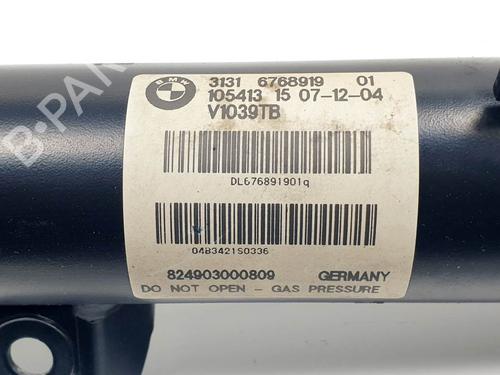 BMW
3131 6768919 01
105413 15 07-12-04
V1039TB
DL676891901q
04B3421S0336
824903000809 GERMANY
DO NOT OPEN - GAS PRESSURE
B-PARTS